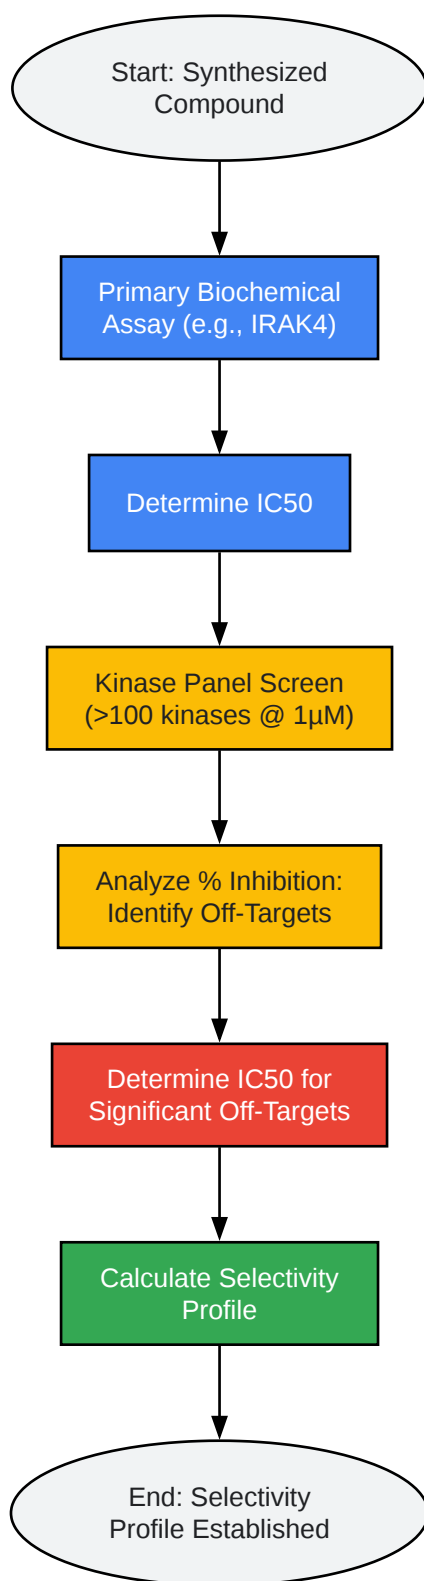 Start: Synthesized
Compound
Primary Biochemical
Assay (e.g., IRAK4)
Determine IC50
Kinase Panel Screen
(>100 kinases @ 1µM)
Analyze % Inhibition:
Identify Off-Targets
Determine IC50 for
Significant Off-Targets
Calculate Selectivity
Profile
End: Selectivity
Profile Established